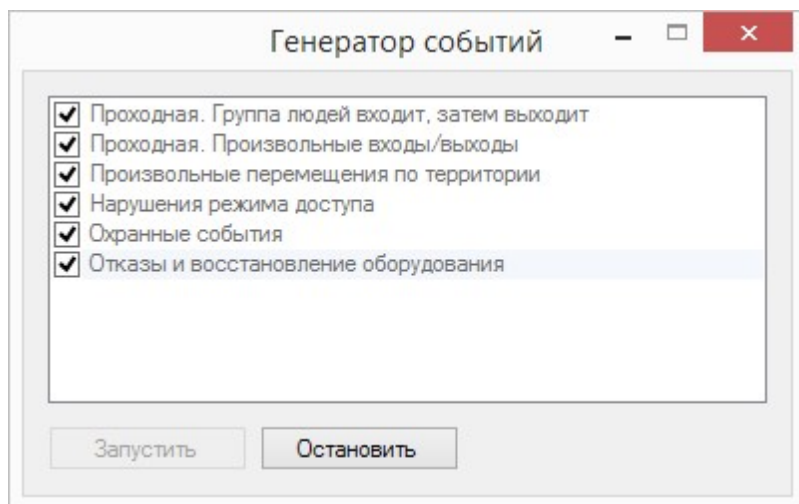 Генератор событий
Проходная. Группа людей входит, затем выходит
Проходная. Произвольные входы/выходы
Произвольные перемещения по территории
Нарушения режима доступа
Охранные события
Отказы и восстановление оборудования
Запустить Остановить